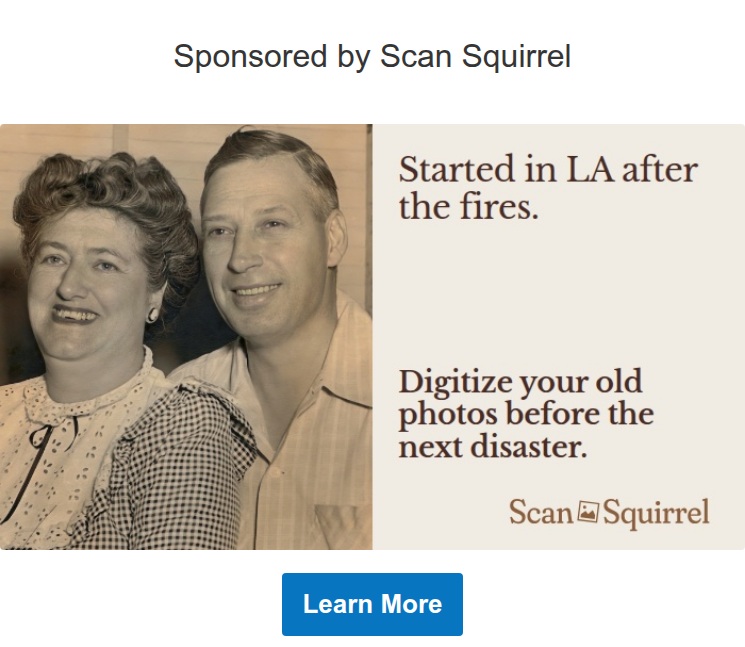 Sponsored by Scan Squirrel
Started in LA after
the fires.
Digitize your old
photos before the
next disaster.
Scan Squirrel
Learn More